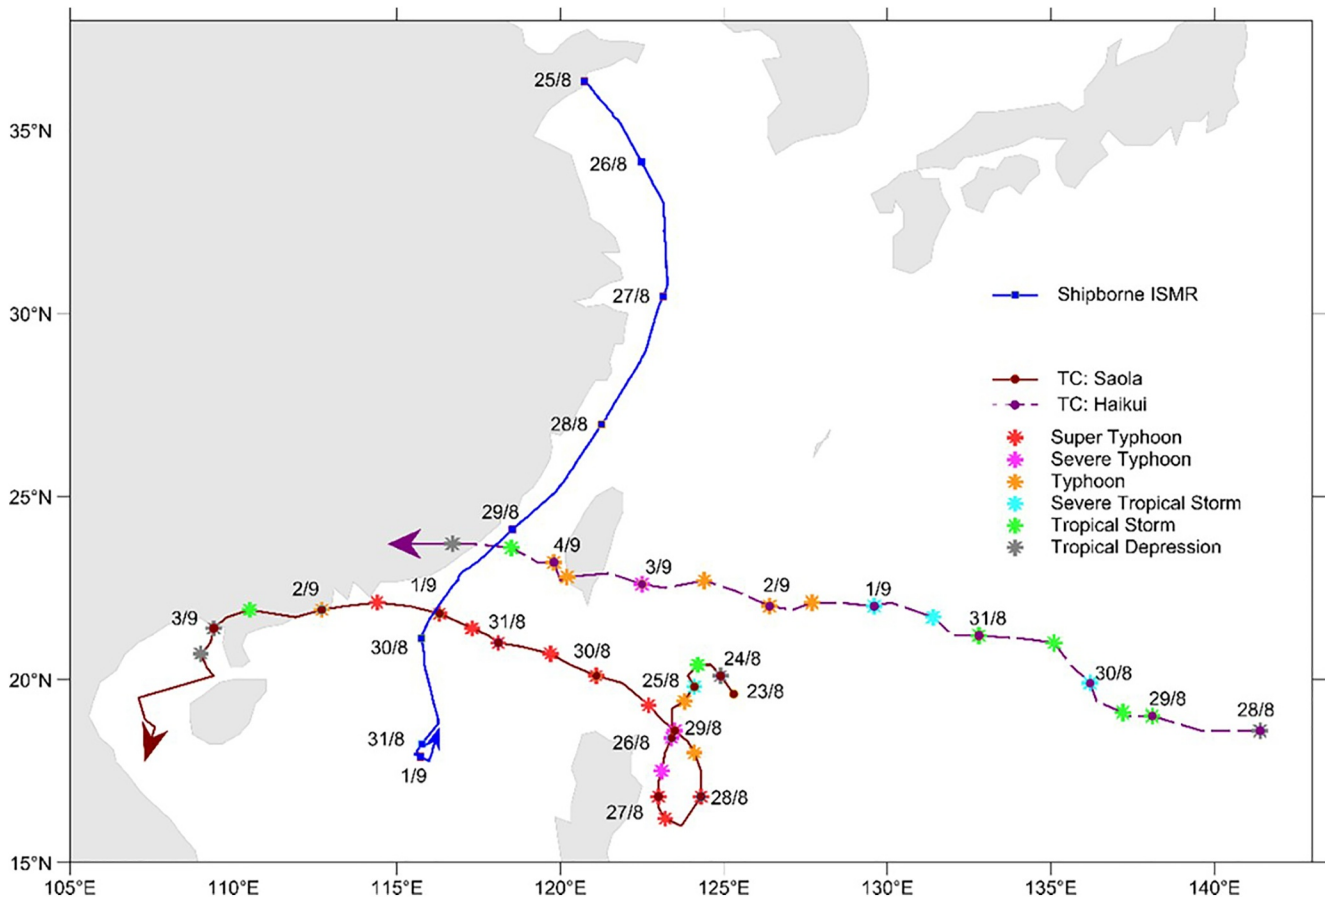 25/8
35°N
26/8
27/8
Shipborne ISMR
30°N
TC: Saola
TC: Haikui
28/8
Super Typhoon
Severe Typhoon
Typhoon
25°N
Severe Tropical Storm
29/8
Tropical Storm
4/9
Tropical Depression
3/9
2/9
1/9
2/9
1/9
3/9
31/8
31/8
30/8
30/8
24/8
25/8
20°N
23/8
30/8
29/8
28/8
29/8
31/8
26/8
1/9
28/8
27/8
15°N
105°E
110°E
115°E
120°E
125°E
130°E
135°E
140°E